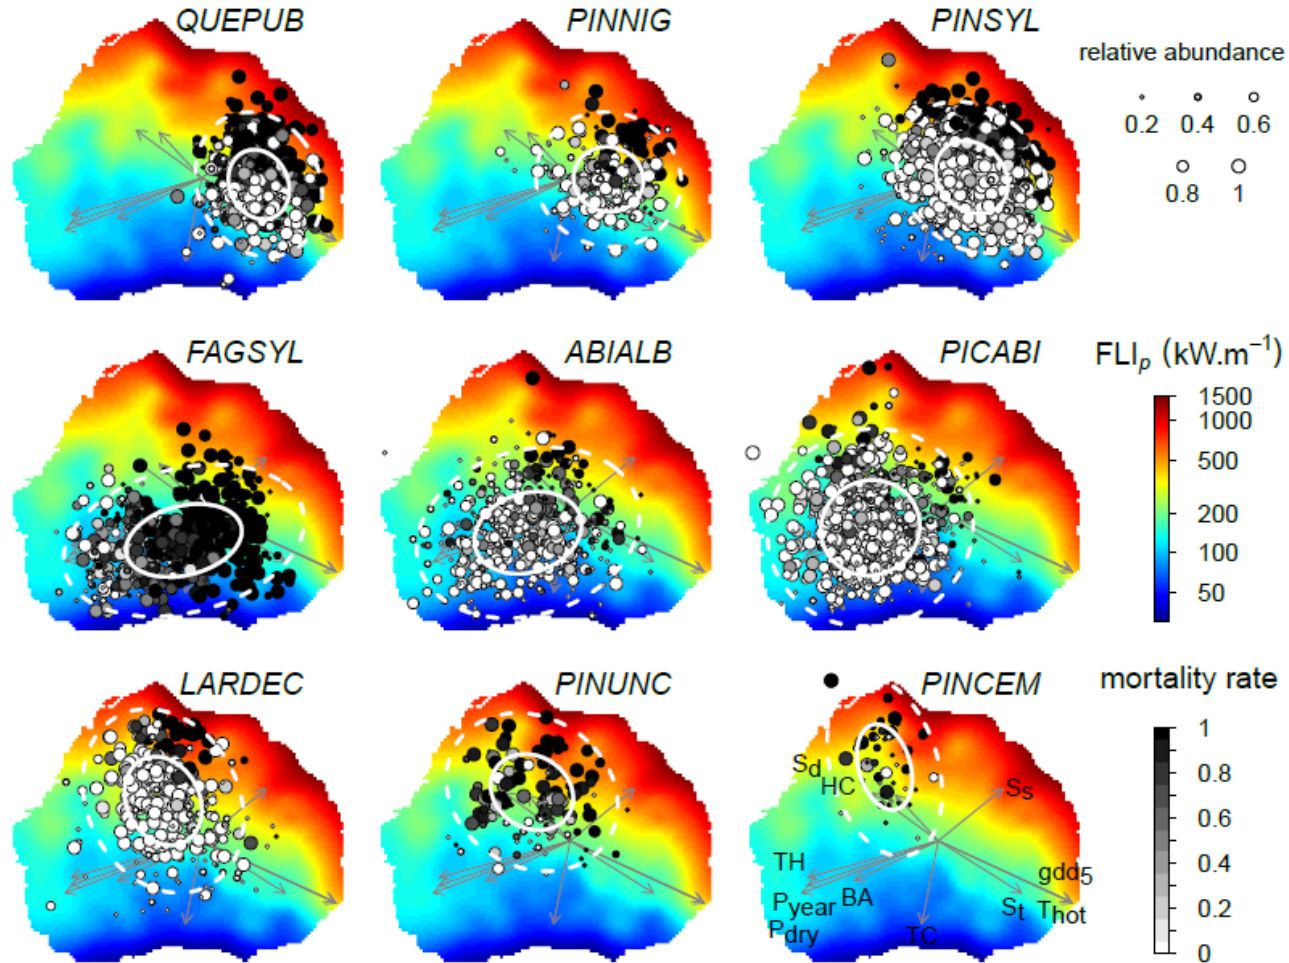 QUEPUB
PINNIG
PINSYL
relative abundance
0.2 0.4 0.6
0.8 1
FAGSYL
ABIALB
PICABI
FLIp (kW.m−1)
1500
1000
500
200
100
50
LARDEC
PINUNC
PINCEM
mortality rate
1
0.8
0.6
0.4
0.2
0
Sd
HC
Ss
TH
gdd5
Pyear
BA
St
Thot
Pdry
TC